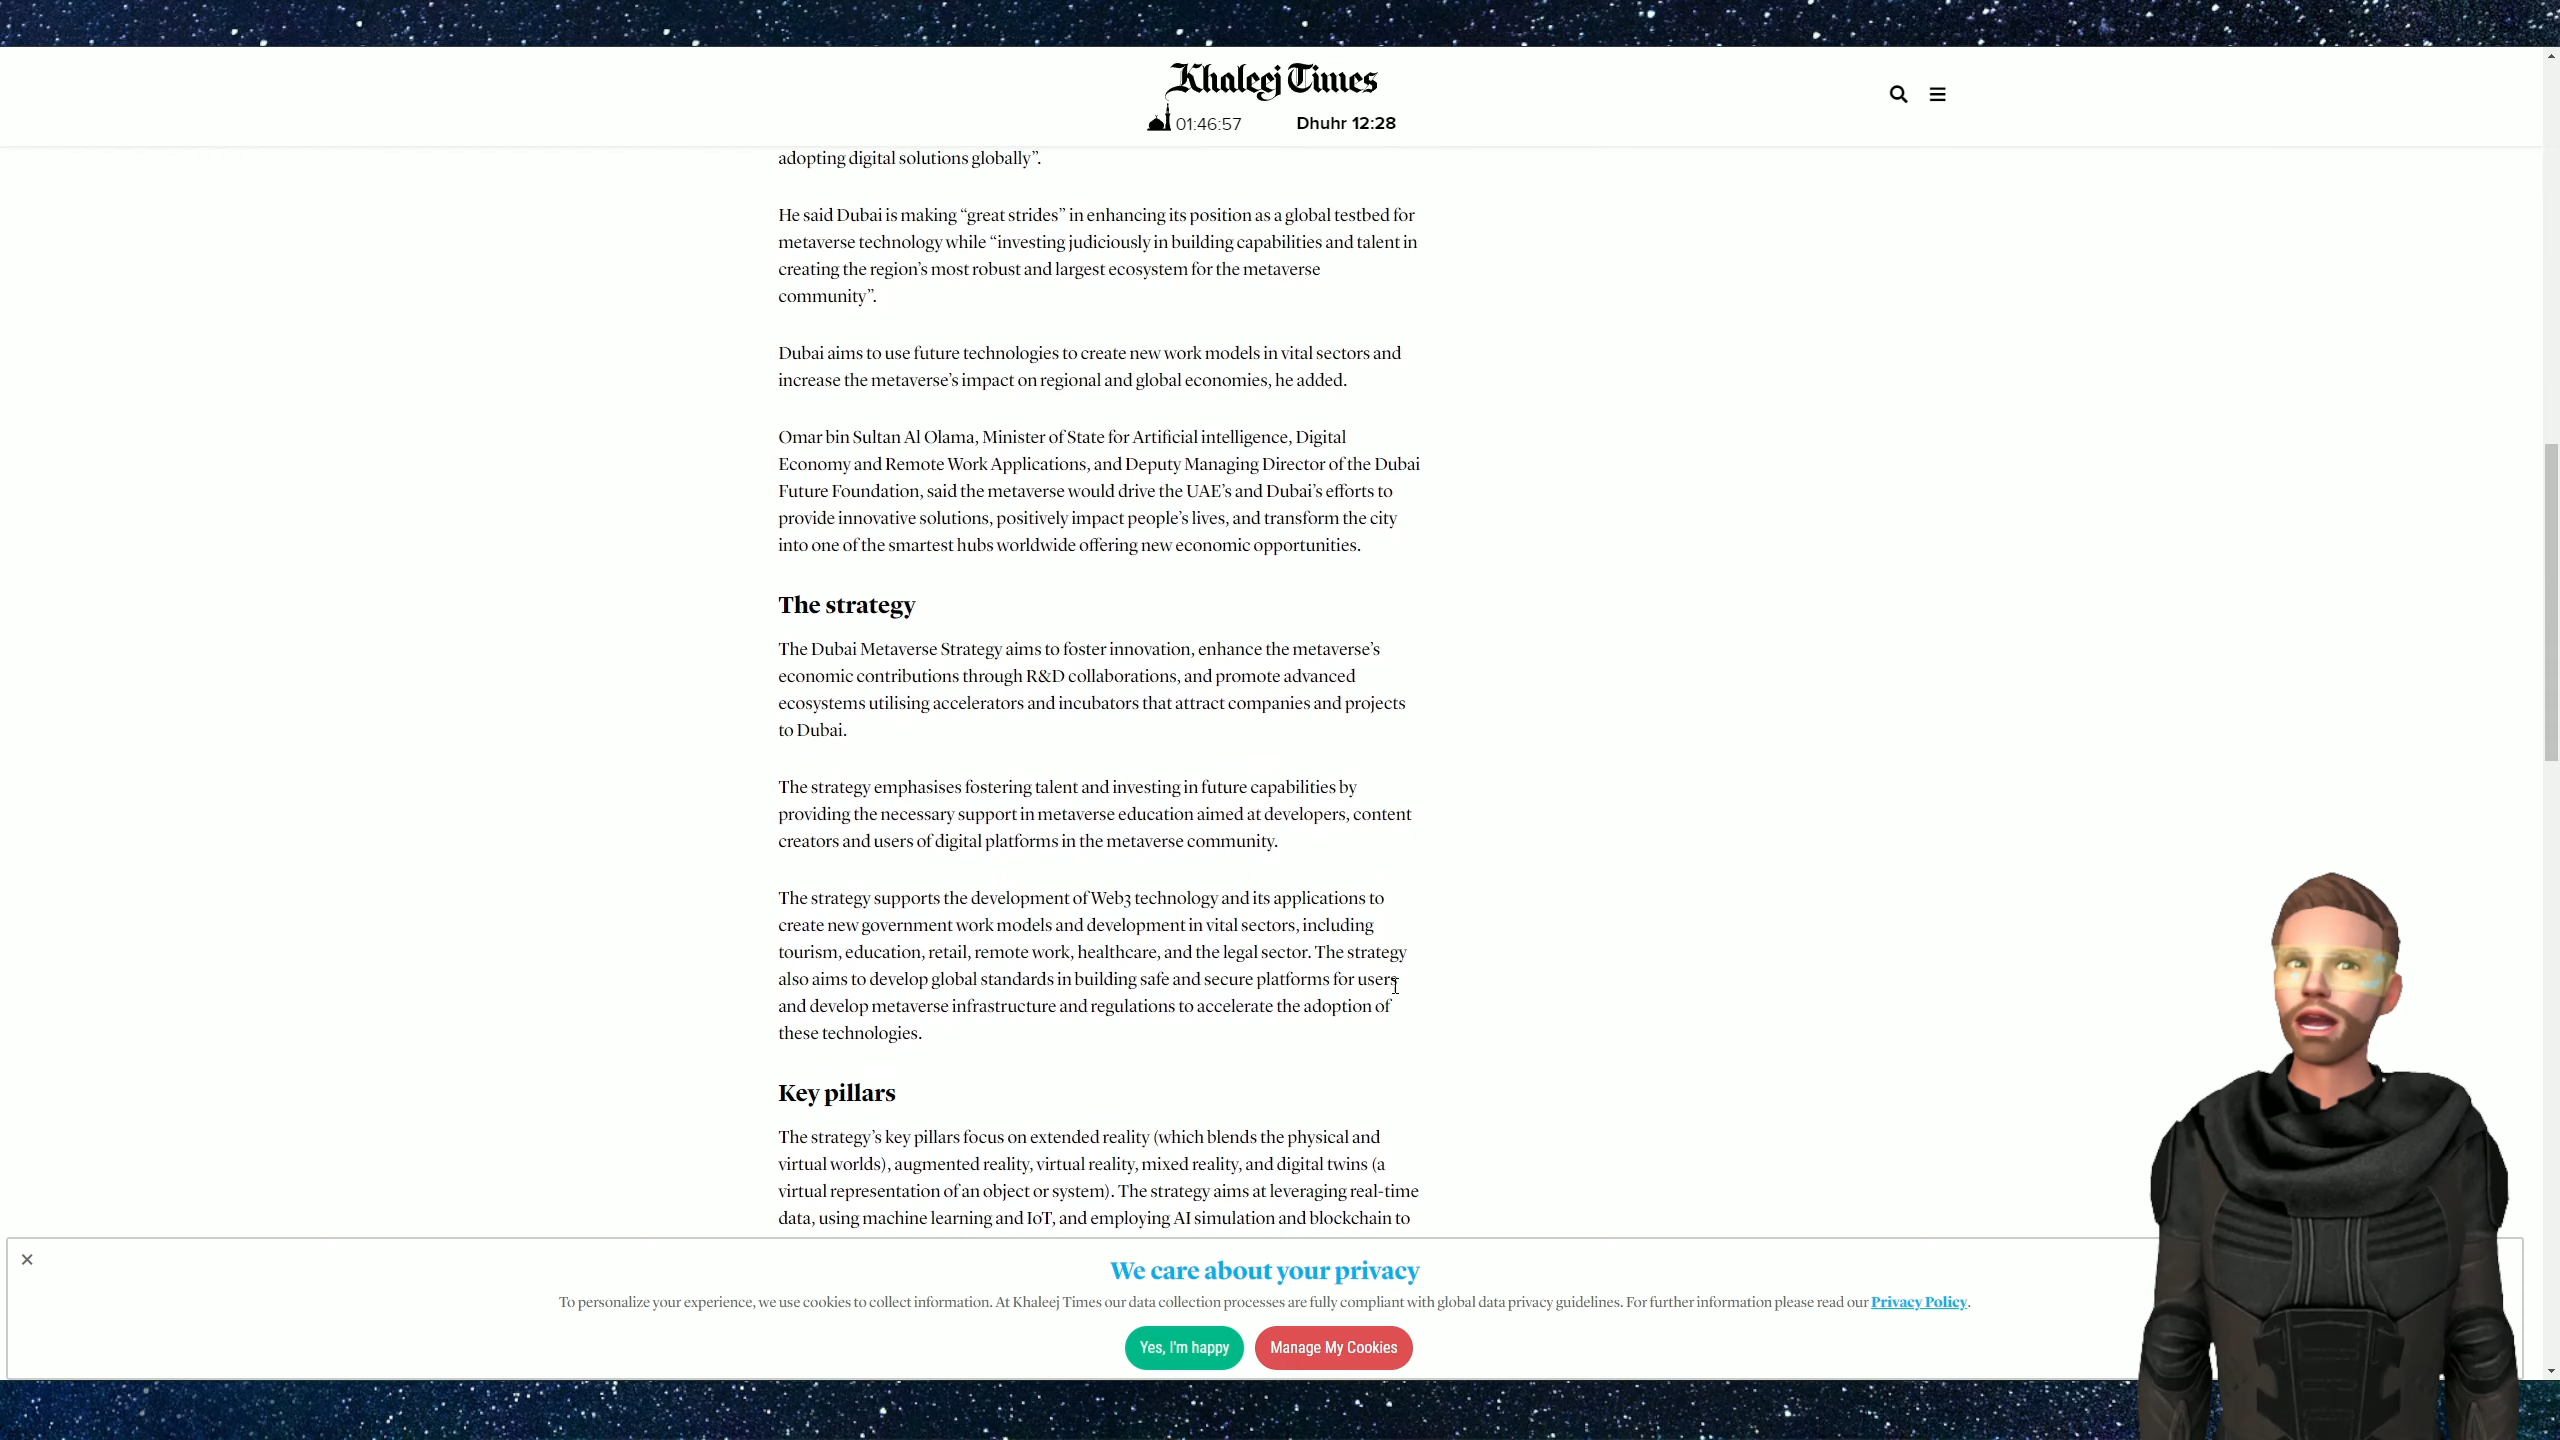 Khaleej Times
01:46:57 Dhuhr 12:28
adopting digital solutions globally”.
He said Dubai is making “great strides” in enhancing its position as a global testbed for
metaverse technology while “investing judiciously in building capabilities and talent in
creating the region’s most robust and largest ecosystem for the metaverse
community”.
Dubai aims to use future technologies to create new work models in vital sectors and
increase the metaverse’s impact on regional and global economies, he added.
Omar bin Sultan Al Olama, Minister of State for Artificial intelligence, Digital
Economy and Remote Work Applications, and Deputy Managing Director of the Dubai
Future Foundation, said the metaverse would drive the UAE’s and Dubai’s efforts to
provide innovative solutions, positively impact people’s lives, and transform the city
into one of the smartest hubs worldwide offering new economic opportunities.
The strategy
The Dubai Metaverse Strategy aims to foster innovation, enhance the metaverse’s
economic contributions through R&D collaborations, and promote advanced
ecosystems utilising accelerators and incubators that attract companies and projects
to Dubai.
The strategy emphasises fostering talent and investing in future capabilities by
providing the necessary support in metaverse education aimed at developers, content
creators and users of digital platforms in the metaverse community.
The strategy supports the development of Web3 technology and its applications to
create new government work models and development in vital sectors, including
tourism, education, retail, remote work, healthcare, and the legal sector. The strategy
also aims to develop global standards in building safe and secure platforms for users
and develop metaverse infrastructure and regulations to accelerate the adoption of
these technologies.
Key pillars
The strategy’s key pillars focus on extended reality (which blends the physical and
virtual worlds), augmented reality, virtual reality, mixed reality, and digital twins (a
virtual representation of an object or system). The strategy aims at leveraging real-time
data, using machine learning and IoT, and employing AI simulation and blockchain to
We care about your privacy
To personalize your experience, we use cookies to collect information. At Khaleej Times our data collection processes are fully compliant with global data privacy guidelines. For further information please read our Privacy Policy.
Yes, I'm happy
Manage My Cookies